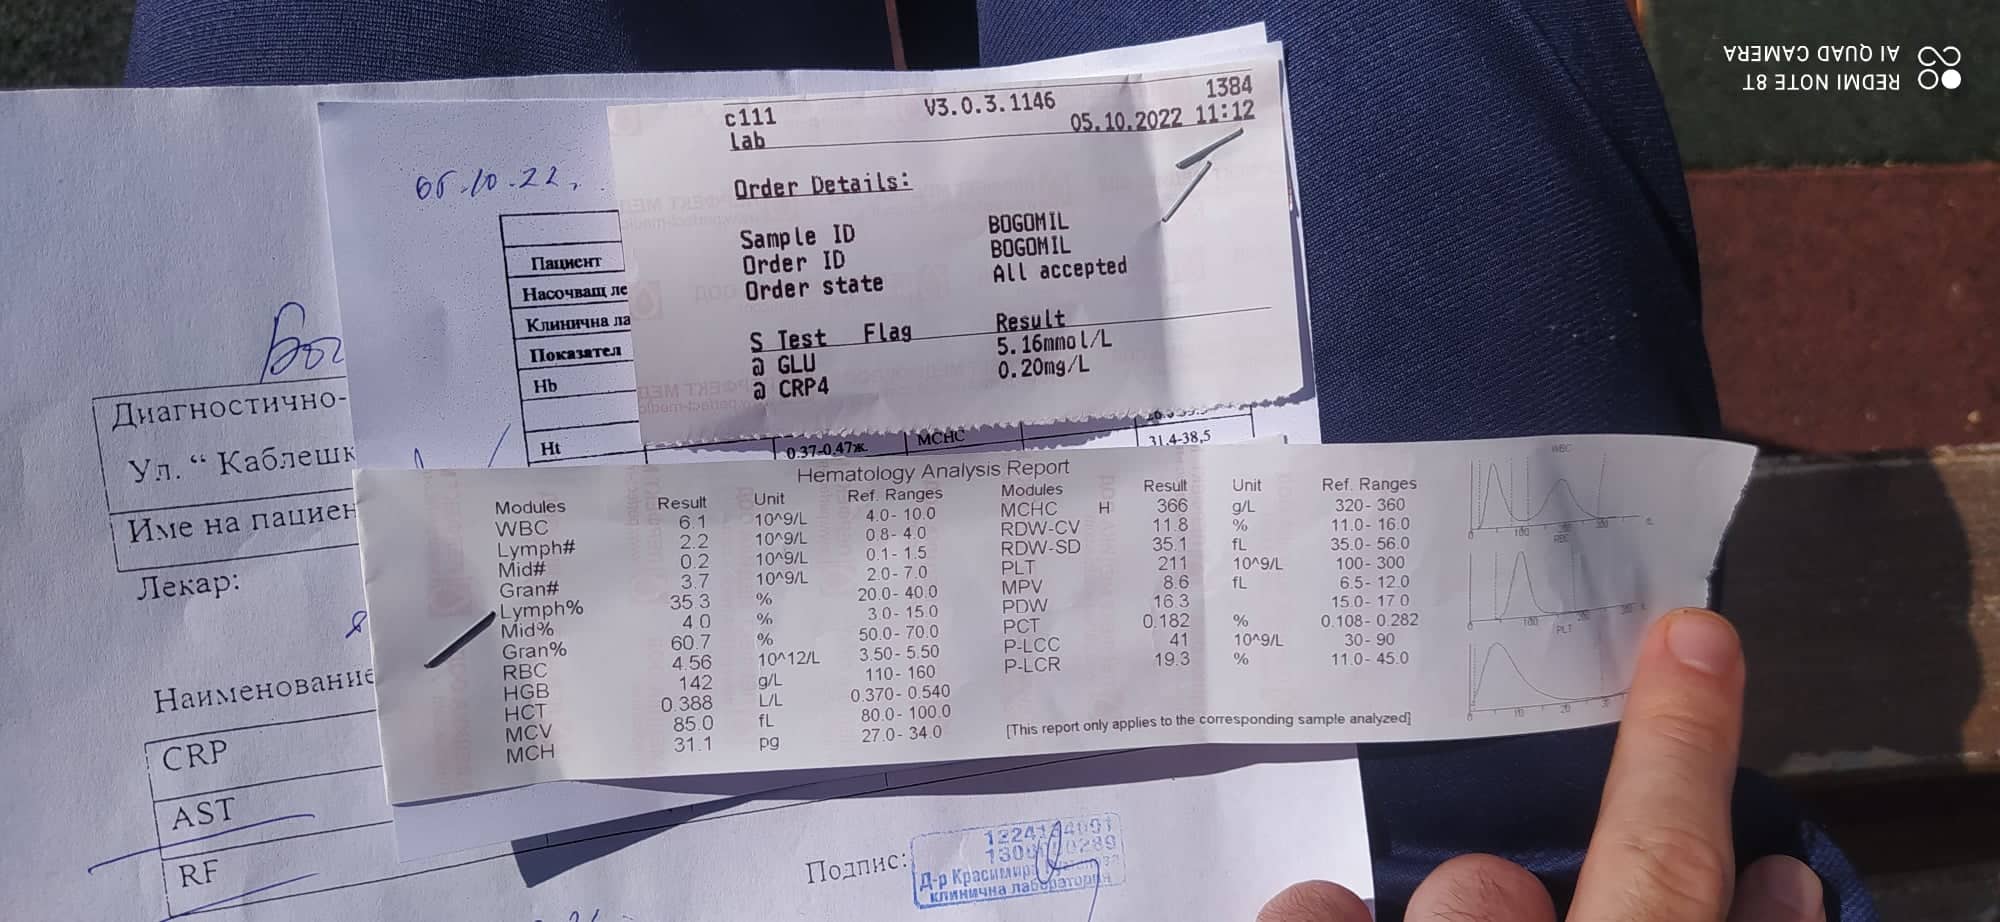 REDMI NOTE 8T
AI QUAD CAMERA
c111 V3.0.3.1146 1384
lab 05.10.2022 11:12
Order Details:
Sample ID BOGOMIL
Order ID BOGOMIL
Order state All accepted
S Test Flag Result
a GLU 5.16mmol/L
a CRP4 0.20mg/L
05.10.22.
Пациент
Насочващ ле
Клинична ла
Показател
Hb
Ht 0.37-0,47ж. MCHC 31,4-38,5
Диагностично-
Ул. “ Каблешк
Име на пациен
Лекар:
Наименование
CRP
AST
RF
Hematology Analysis Report
Modules Result Unit Ref. Ranges
WBC 6.1 10^9/L 4.0- 10.0
Lymph# 2.2 10^9/L 0.8- 4.0
Mid# 0.2 10^9/L 0.1- 1.5
Gran# 3.7 10^9/L 2.0- 7.0
Lymph% 35.3 % 20.0- 40.0
Mid% 4.0 % 3.0- 15.0
Gran% 60.7 % 50.0- 70.0
RBC 4.56 10^12/L 3.50- 5.50
HGB 142 g/L 110- 160
HCT 0.388 L/L 0.370- 0.540
MCV 85.0 fL 80.0- 100.0
MCH 31.1 pg 27.0- 34.0
Modules Result Unit Ref. Ranges
MCHC H 366 g/L 320- 360
RDW-CV 11.8 % 11.0- 16.0
RDW-SD 35.1 fL 35.0- 56.0
PLT 211 10^9/L 100- 300
MPV 8.6 fL 6.5- 12.0
PDW 16.3 15.0- 17.0
PCT 0.182 % 0.108- 0.282
P-LCC 41 10^9/L 30- 90
P-LCR 19.3 % 11.0- 45.0
[This report only applies to the corresponding sample analyzed]
WBC
RBC
PLT
Подпис:
Д-р Красимир
клинична лаборатория